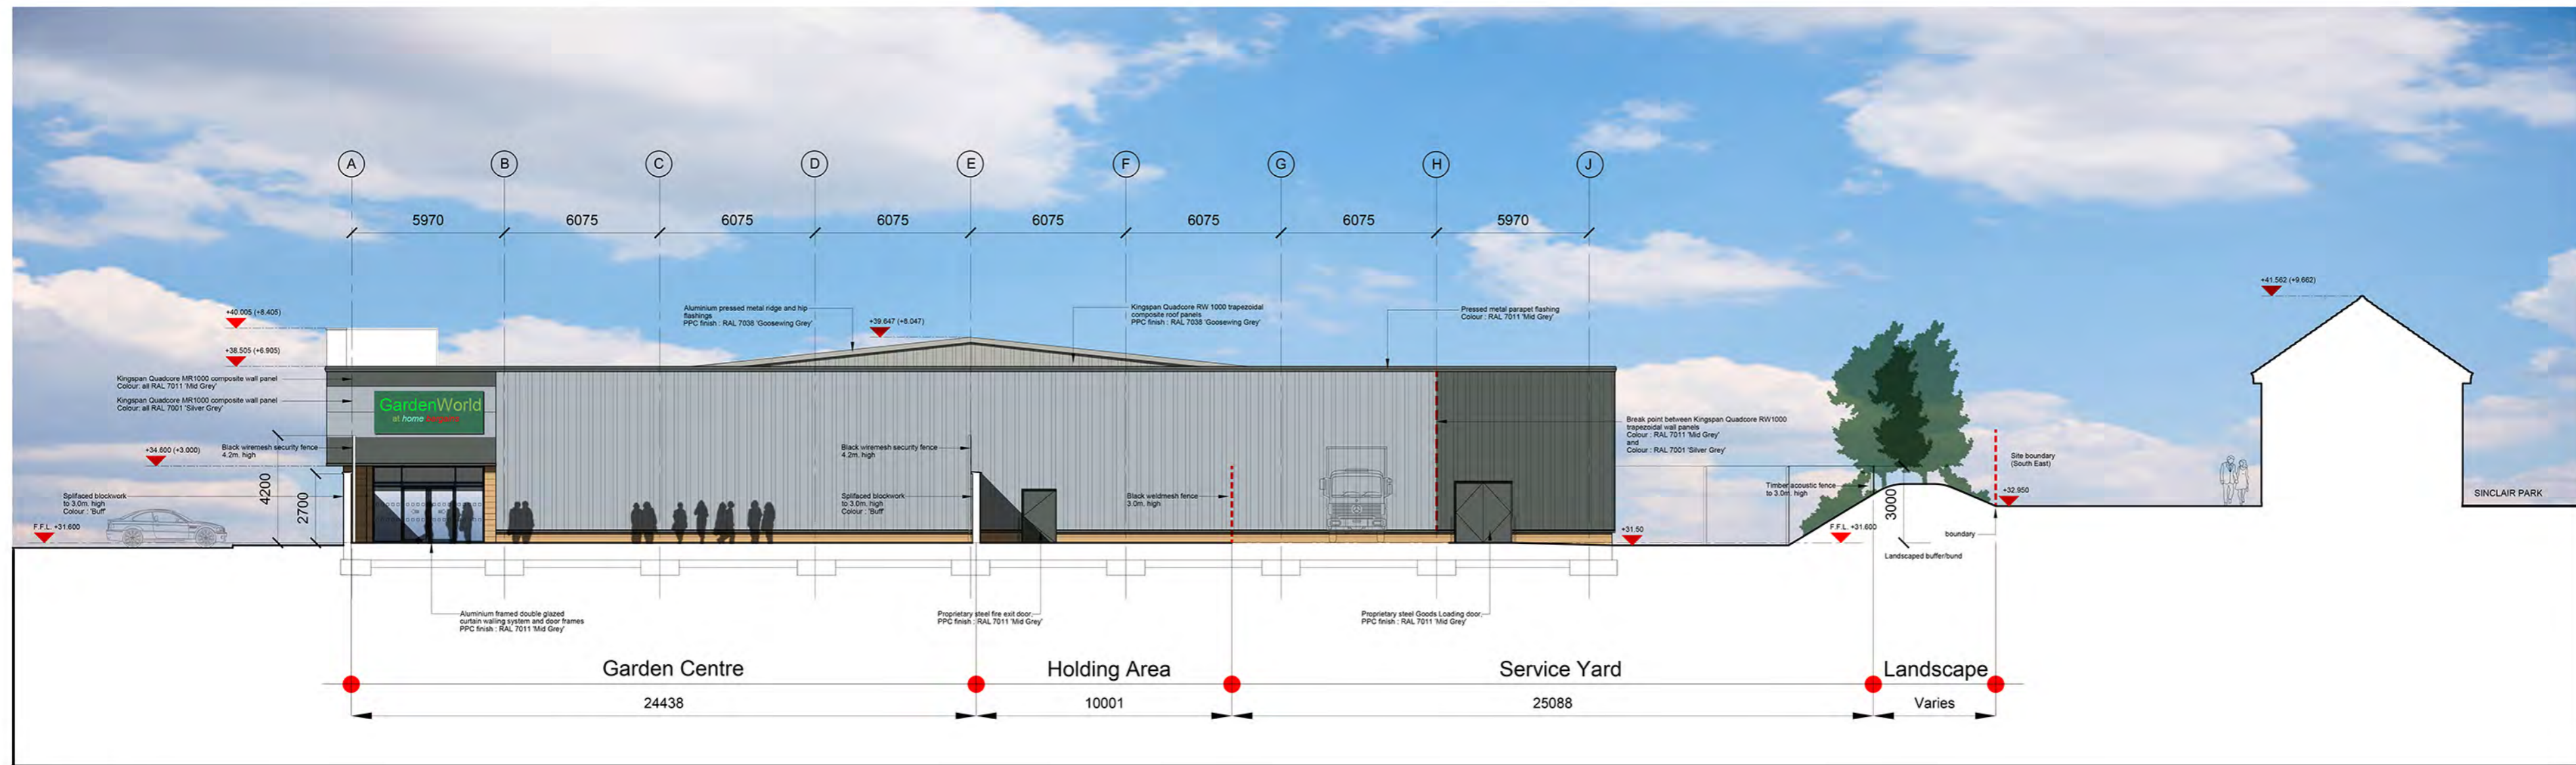 A
B
C
D
E
F
G
H
J
5970
6075
6075
6075
6075
6075
6075
5970
+41.562 (+9.662)
+40.005 (+8.405)
Aluminium pressed metal ridge and hip
flashings
PPC finish : RAL 7038 'Goosewing Grey'
+39.647 (+8.047)
Kingspan Quadcore RW 1000 trapezoidal
composite roof panels
PPC finish : RAL 7038 'Goosewing Grey'
Pressed metal parapet flashing
Colour : RAL 7011 'Mid Grey'
+38.505 (+6.905)
Kingspan Quadcore MR1000 composite wall panel
Colour: all RAL 7011 'Mid Grey'
Kingspan Quadcore MR1000 composite wall panel
Colour: all RAL 7001 'Silver Grey'
GardenWorld
at home
Black wiremesh security fence
4.2m. high
+34.600 (+3.000)
4200
2700
Splifaced blockwork
to 3.0m. high
Colour : 'Buff'
F.F.L. +31.600
Black wiremesh security fence
4.2m. high
Splifaced blockwork
to 3.0m. high
Colour : 'Buff'
Black weldmesh fence
3.0m. high
Break point between Kingspan Quadcore RW1000
trapezoidal wall panels
Colour : RAL 7011 'Mid Grey'
and
Colour : RAL 7001 'Silver Grey'
Timber acoustic fence
to 3.0m. high
3000
Site boundary
(South East)
+32.950
SINCLAIR PARK
+31.50
F.F.L. +31.600
boundary
Landscaped buffer/bund
Aluminium framed double glazed
curtain walling system and door frames
PPC finish : RAL 7011 'Mid Grey'
Proprietary steel fire exit door,
PPC finish : RAL 7011 'Mid Grey'
Proprietary steel Goods Loading door,
PPC finish : RAL 7011 'Mid Grey'
Garden Centre
Holding Area
Service Yard
Landscape
24438
10001
25088
Varies